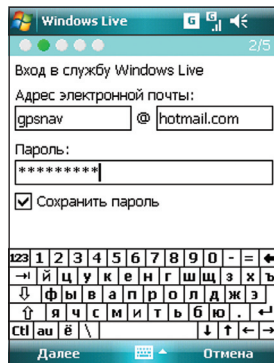 Windows Live
G
2/5
Вход в службу Windows Live
Адрес электронной почты:
gpsnav @ hotmail.com
Пароль:
*********
Сохранить пароль
123 1 2 3 4 5 6 7 8 9 0 - =
й ц у к е н г ш щ з х ъ
ф ы в а п р о л д ж э
я ч с м и т ь б ю .
Ctl au ё \
Далее Отмена